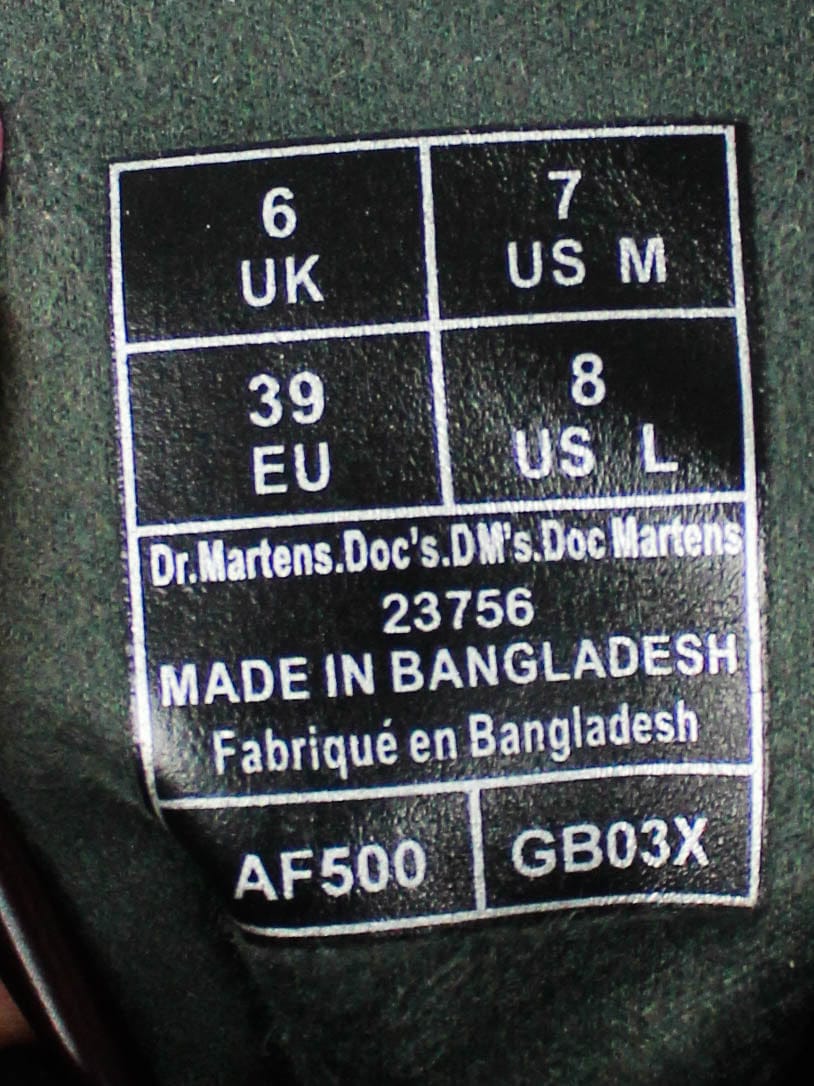 6
UK
7
US M
39
EU
8
US L
Dr.Martens.Doc's.DM's.Doc Martens
23756
MADE IN BANGLADESH
Fabriqué en Bangladesh
AF500
GB03X